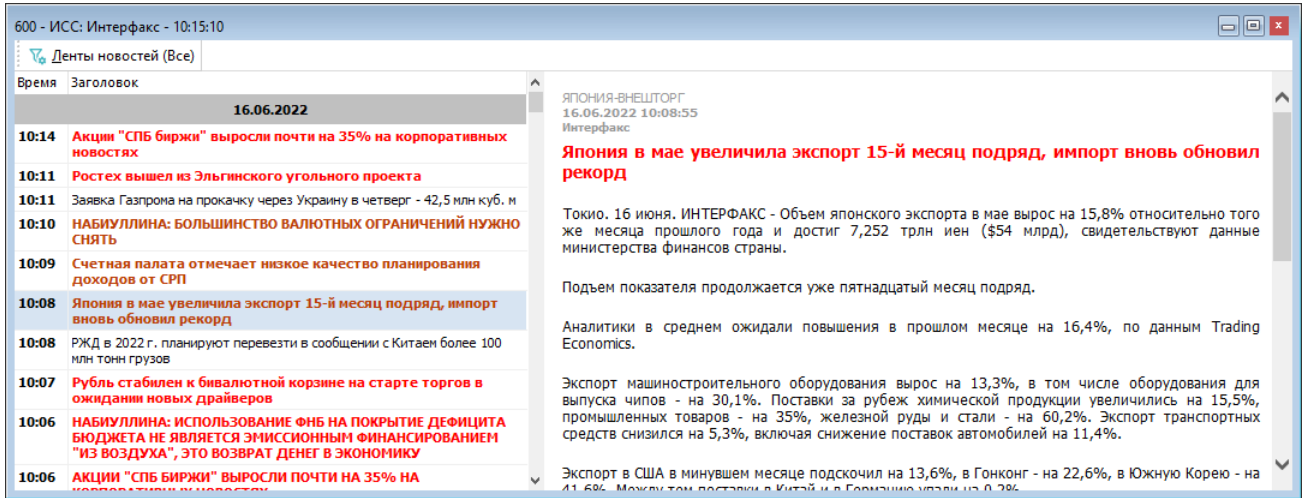 600 - ИСС: Интерфакс - 10:15:10
Ленты новостей (Все)
Время Заголовок
16.06.2022
10:14 Акции "СПБ биржи" выросли почти на 35% на корпоративных
новостях
10:11 Ростех вышел из Эльгинского угольного проекта
10:11 Заявка Газпрома на прокачку через Украину в четверг - 42,5 млн куб. м
10:10 НАБИУЛЛИНА: БОЛЬШИНСТВО ВАЛЮТНЫХ ОГРАНИЧЕНИЙ НУЖНО
СНЯТЬ
10:09 Счетная палата отмечает низкое качество планирования
доходов от СРП
10:08 Япония в мае увеличила экспорт 15-й месяц подряд, импорт
вновь обновил рекорд
10:08 РЖД в 2022 г. планируют перевезти в сообщении с Китаем более 100
млн тонн грузов
10:07 Рубль стабилен к бивалютной корзине на старте торгов в
ожидании новых драйверов
10:06 НАБИУЛЛИНА: ИСПОЛЬЗОВАНИЕ ФНБ НА ПОКРЫТИЕ ДЕФИЦИТА
БЮДЖЕТА НЕ ЯВЛЯЕТСЯ ЭМИССИОННЫМ ФИНАНСИРОВАНИЕМ
"ИЗ ВОЗДУХА", ЭТО ВОЗВРАТ ДЕНЕГ В ЭКОНОМИКУ
10:06 АКЦИИ "СПБ БИРЖИ" ВЫРОСЛИ ПОЧТИ НА 35% НА
КОРПОРАТИВНЫХ НОВОСТЯХ
ЯПОНИЯ-ВНЕШТОРГ
16.06.2022 10:08:55
Интерфакс
Япония в мае увеличила экспорт 15-й месяц подряд, импорт вновь обновил
рекорд
Токио. 16 июня. ИНТЕРФАКС - Объем японского экспорта в мае вырос на 15,8% относительно того
же месяца прошлого года и достиг 7,252 трлн иен ($54 млрд), свидетельствуют данные
министерства финансов страны.
Подъем показателя продолжается уже пятнадцатый месяц подряд.
Аналитики в среднем ожидали повышения в прошлом месяце на 16,4%, по данным Trading
Economics.
Экспорт машиностроительного оборудования вырос на 13,3%, в том числе оборудования для
выпуска чипов - на 30,1%. Поставки за рубеж химической продукции увеличились на 15,5%,
промышленных товаров - на 35%, железной руды и стали - на 60,2%. Экспорт транспортных
средств снизился на 5,3%, включая снижение поставок автомобилей на 11,4%.
Экспорт в США в минувшем месяце подскочил на 13,6%, в Гонконг - на 22,6%, в Южную Корею - на
41,6%. Между тем поставки в Китай и в Германию упали на 0,2%